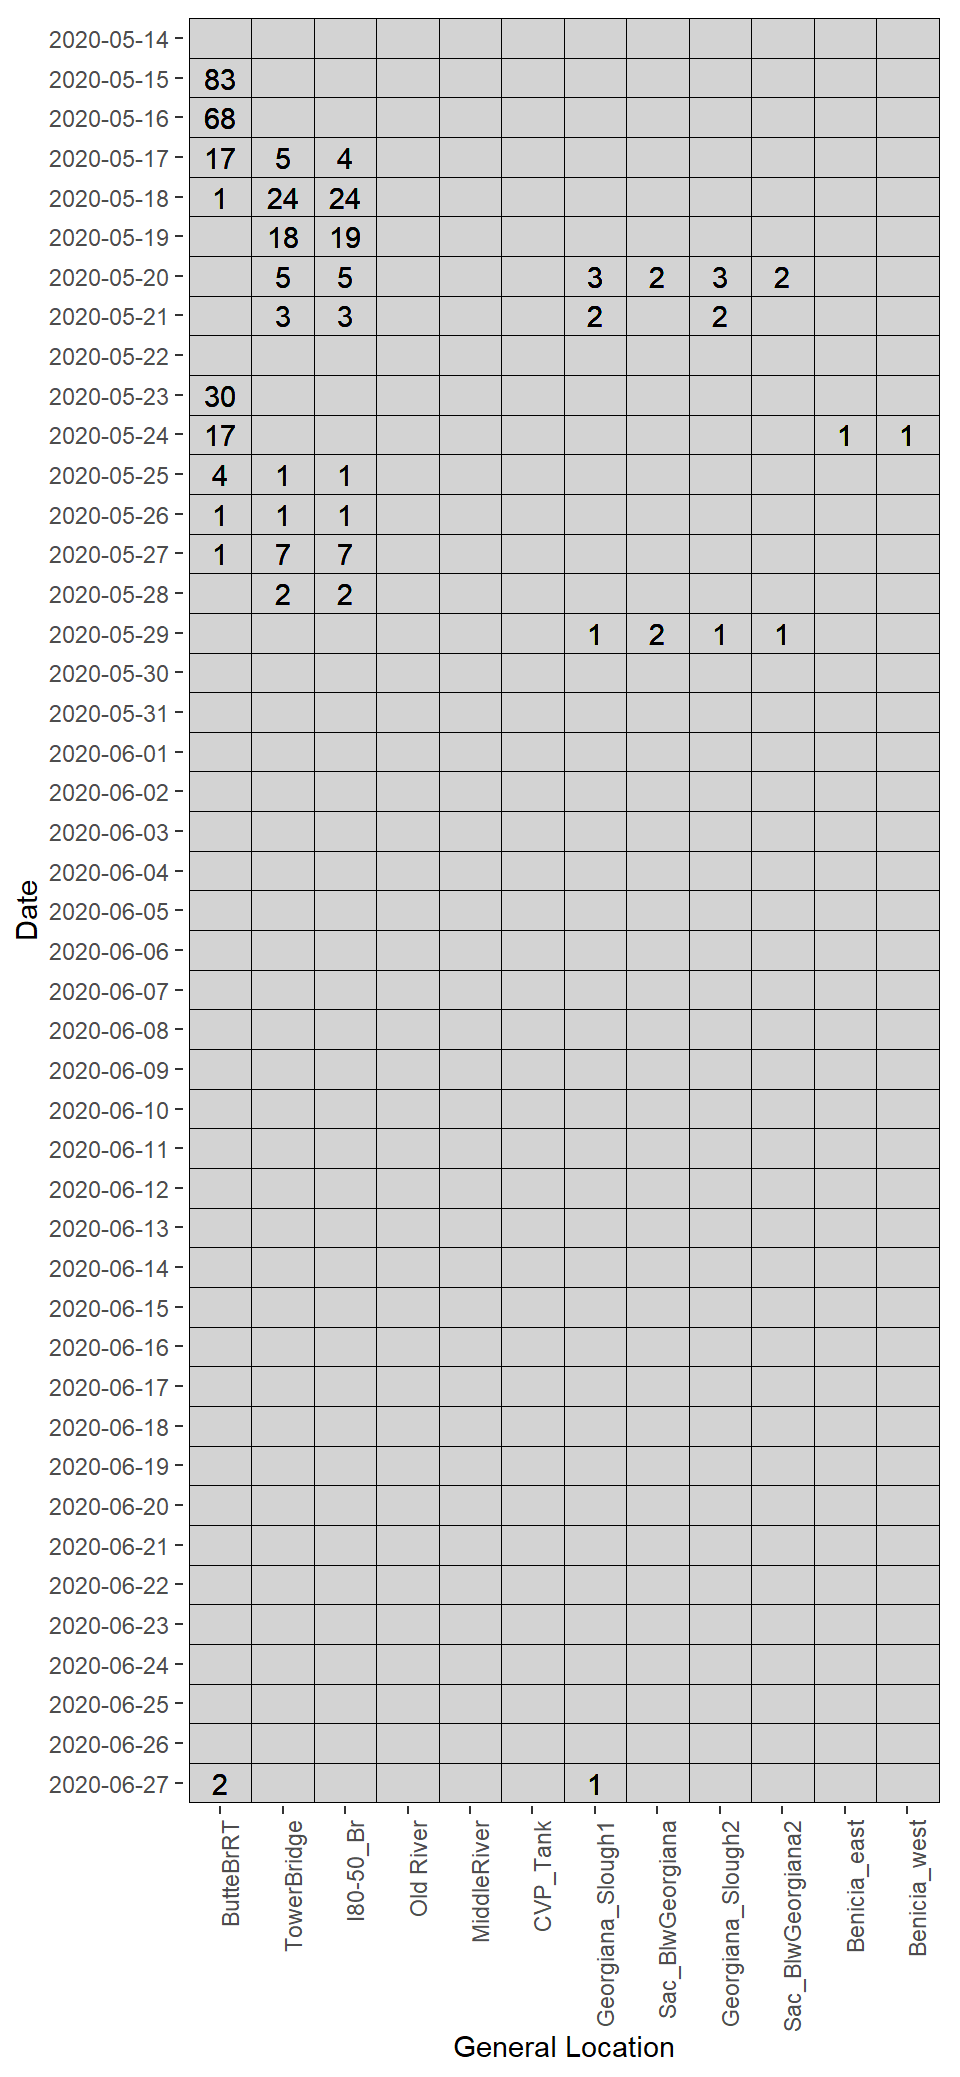 2020-05-14
2020-05-15 83
2020-05-16 68
2020-05-17 17 5 4
2020-05-18 1 24 24
2020-05-19 18 19
2020-05-20 5 5 3 2 3 2
2020-05-21 3 3 2 2
2020-05-22
2020-05-23 30
2020-05-24 17 1 1
2020-05-25 4 1 1
2020-05-26 1 1 1
2020-05-27 1 7 7
2020-05-28 2 2
2020-05-29 1 2 1 1
2020-05-30
2020-05-31
2020-06-01
2020-06-02
2020-06-03
2020-06-04
2020-06-05
2020-06-06
2020-06-07
2020-06-08
2020-06-09
2020-06-10
2020-06-11
2020-06-12
2020-06-13
2020-06-14
2020-06-15
2020-06-16
2020-06-17
2020-06-18
2020-06-19
2020-06-20
2020-06-21
2020-06-22
2020-06-23
2020-06-24
2020-06-25
2020-06-26
2020-06-27 2 1
Date
ButteBrRT
TowerBridge
I80-50_Br
Old River
MiddleRiver
CVP_Tank
Georgiana_Slough1
Sac_BlwGeorgiana
Georgiana_Slough2
Sac_BlwGeorgiana2
Benicia_east
Benicia_west
General Location